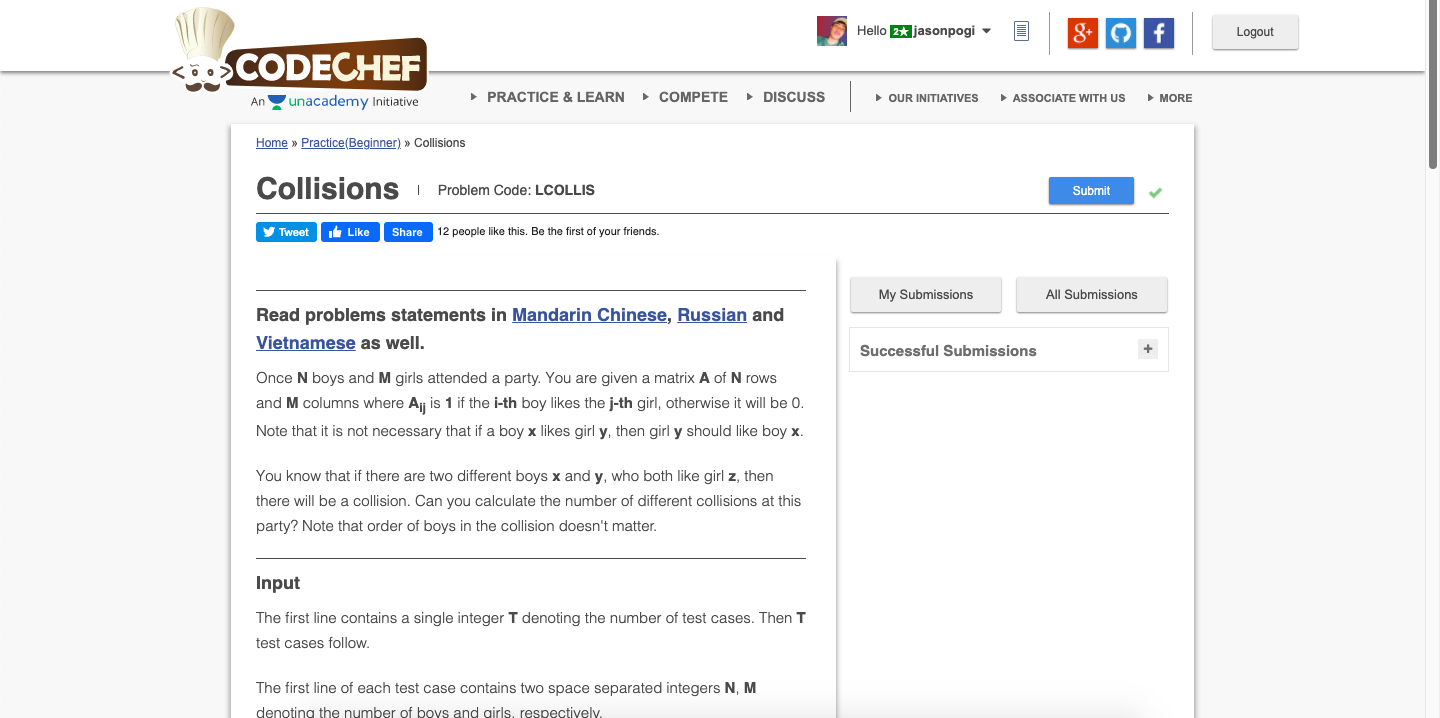 Hello 2★ jasonpogi
Logout
CODECHEF
An unacademy Initiative
PRACTICE & LEARN COMPETE DISCUSS OUR INITIATIVES ASSOCIATE WITH US MORE
Home » Practice(Beginner) » Collisions
Collisions | Problem Code: LCOLLIS Submit
Tweet Like Share 12 people like this. Be the first of your friends.
My Submissions All Submissions
Successful Submissions +
Read problems statements in Mandarin Chinese, Russian and
Vietnamese as well.
Once N boys and M girls attended a party. You are given a matrix A of N rows
and M columns where Aij is 1 if the i-th boy likes the j-th girl, otherwise it will be 0.
Note that it is not necessary that if a boy x likes girl y, then girl y should like boy x.
You know that if there are two different boys x and y, who both like girl z, then
there will be a collision. Can you calculate the number of different collisions at this
party? Note that order of boys in the collision doesn't matter.
Input
The first line contains a single integer T denoting the number of test cases. Then T
test cases follow.
The first line of each test case contains two space separated integers N, M
denoting the number of boys and girls, respectively.